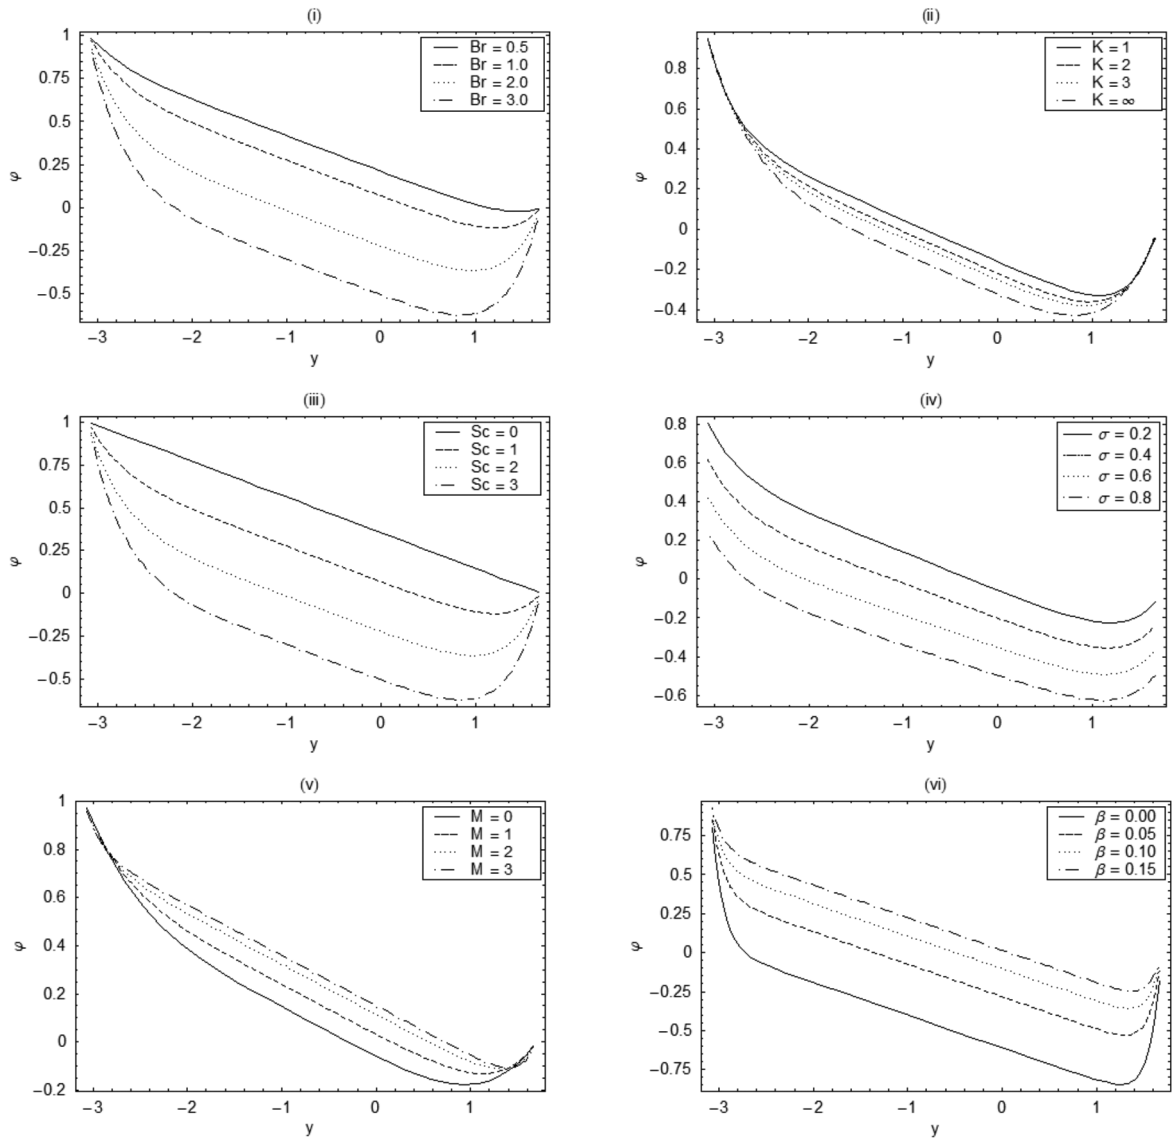 (i)
1
0.75
0.5
0.25
0
−0.25
−0.5
φ
−3 −2 −1 0 1
y
Br = 0.5
Br = 1.0
Br = 2.0
Br = 3.0
(ii)
0.8
0.6
0.4
0.2
0
−0.2
−0.4
φ
−3 −2 −1 0 1
y
K = 1
K = 2
K = 3
K = ∞
(iii)
1
0.75
0.5
0.25
0
−0.25
−0.5
φ
−3 −2 −1 0 1
y
Sc = 0
Sc = 1
Sc = 2
Sc = 3
(iv)
0.8
0.6
0.4
0.2
0
−0.2
−0.4
−0.6
φ
−3 −2 −1 0 1
y
σ = 0.2
σ = 0.4
σ = 0.6
σ = 0.8
(v)
1
0.8
0.6
0.4
0.2
0
−0.2
φ
−3 −2 −1 0 1
y
M = 0
M = 1
M = 2
M = 3
(vi)
0.75
0.5
0.25
0
−0.25
−0.5
−0.75
φ
−3 −2 −1 0 1
y
β = 0.00
β = 0.05
β = 0.10
β = 0.15